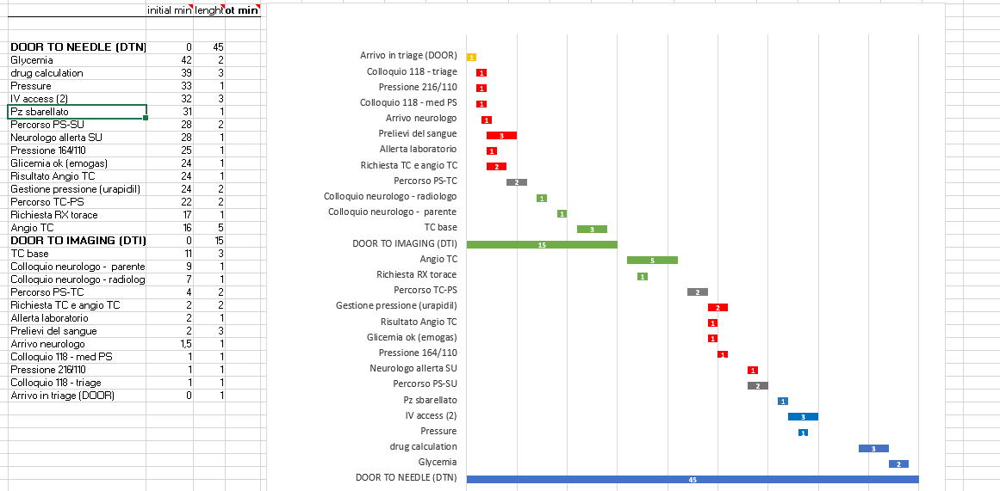 initial min lenght ot min
DOOR TO NEEDLE (DTN) 0 45
Glycemia 42 2
drug calculation 39 3
Pressure 33 1
IV access (2) 32 3
Pz sbarellato 31 1
Percorso PS-SU 28 2
Neurologo allerta SU 28 1
Pressione 164/110 25 1
Glicemia ok (emogas) 24 1
Risultato Angio TC 24 1
Gestione pressione (urapidil) 24 2
Percorso TC-PS 22 2
Richiesta RX torace 17 1
Angio TC 16 5
DOOR TO IMAGING (DTI) 0 15
TC base 11 3
Colloquio neurologo - parente 9 1
Colloquio neurologo - radiolog 7 1
Percorso PS-TC 4 2
Richiesta TC e angio TC 2 2
Allerta laboratorio 2 1
Prelievi del sangue 2 3
Arrivo neurologo 1,5 1
Colloquio 118 - med PS 1 1
Pressione 216/110 1 1
Colloquio 118 - triage 1 1
Arrivo in triage (DOOR) 0 1
Arrivo in triage (DOOR) 1
Colloquio 118 - triage 1
Pressione 216/110 1
Colloquio 118 - med PS 1
Arrivo neurologo 1
Prelievi del sangue 3
Allerta laboratorio 1
Richiesta TC e angio TC 2
Percorso PS-TC 2
Colloquio neurologo - radiologo 1
Colloquio neurologo - parente 1
TC base 3
DOOR TO IMAGING (DTI) 15
Angio TC 5
Richiesta RX torace 1
Percorso TC-PS 2
Gestione pressione (urapidil) 2
Risultato Angio TC 1
Glicemia ok (emogas) 1
Pressione 164/110 1
Neurologo allerta SU 1
Percorso PS-SU 2
Pz sbarellato 1
IV access (2) 3
Pressure 1
drug calculation 3
Glycemia 2
DOOR TO NEEDLE (DTN) 45